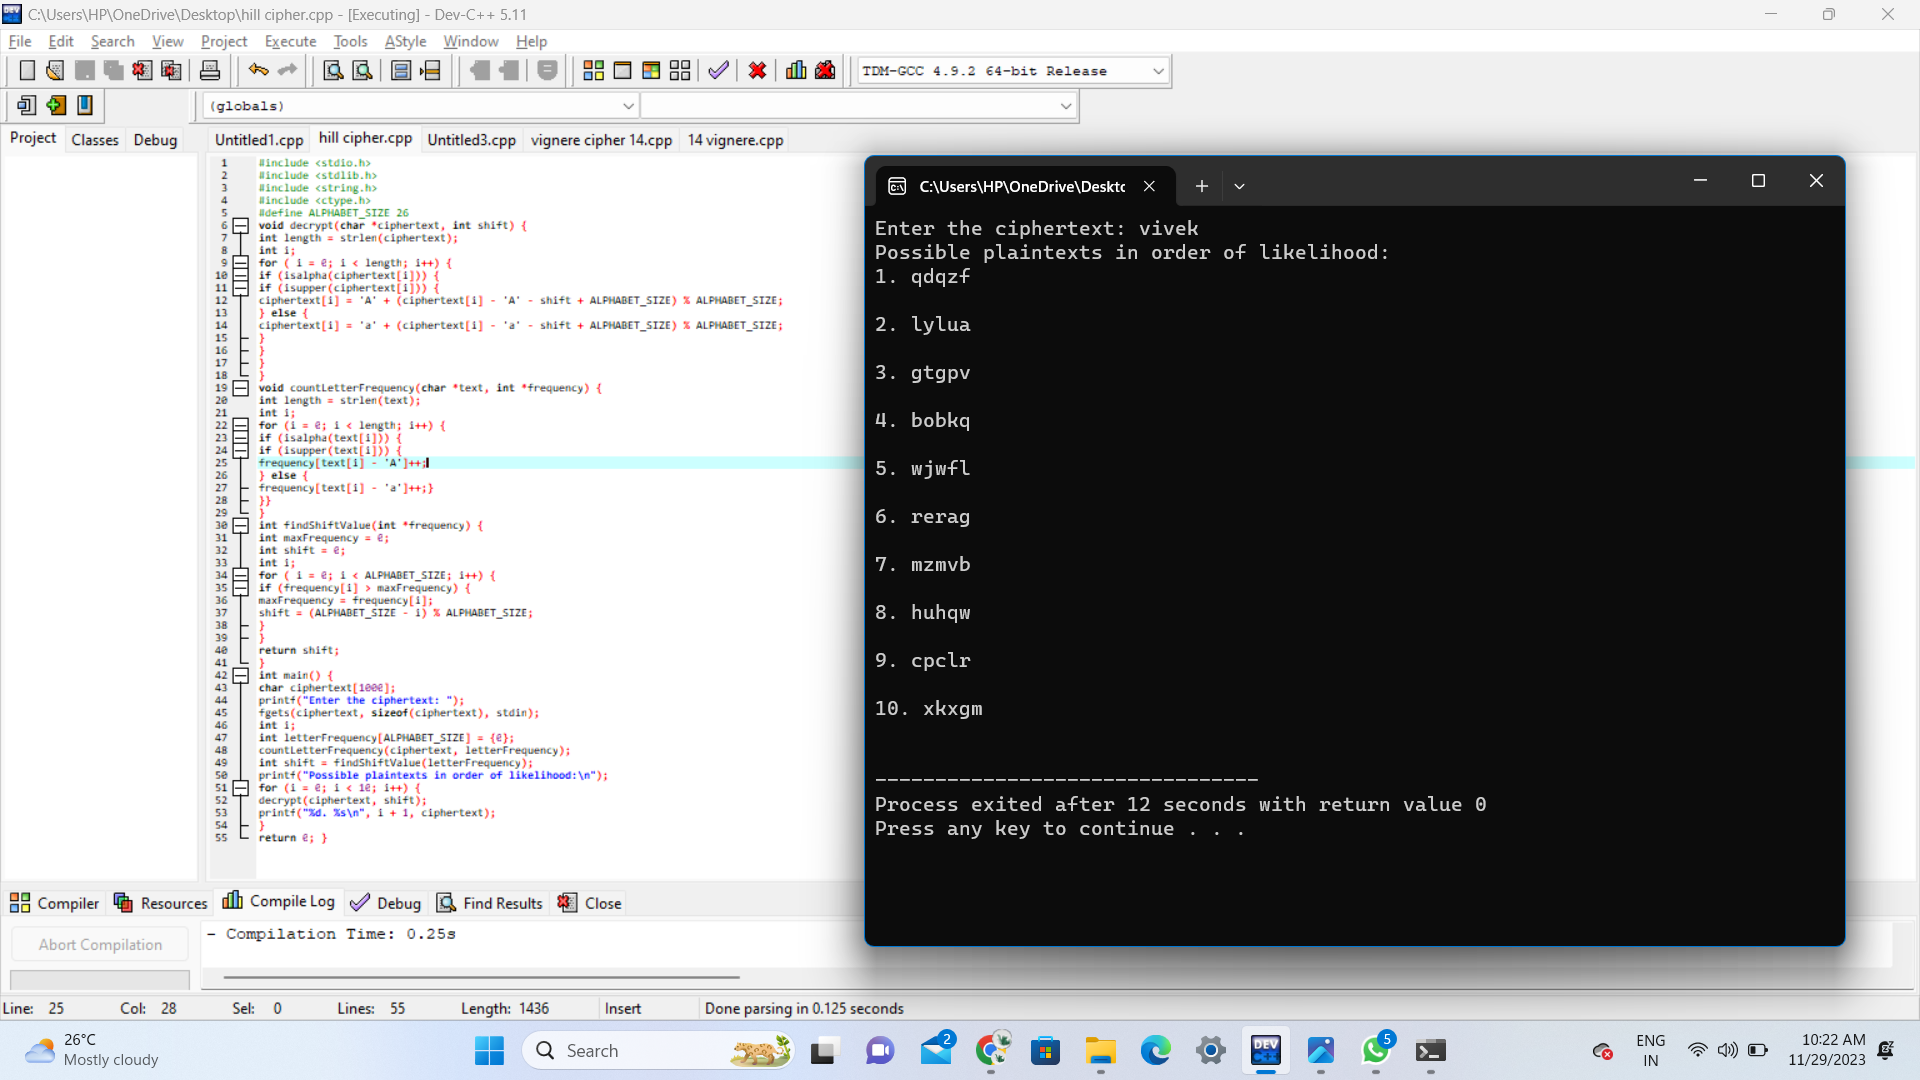 C:\Users\HP\OneDrive\Desktop\hill cipher.cpp - [Executing] - Dev-C++ 5.11
File Edit Search View Project Execute Tools AStyle Window Help
TDM-GCC 4.9.2 64-bit Release
(globals)
Project Classes Debug
Untitled1.cpp hill cipher.cpp Untitled3.cpp vignere cipher 14.cpp 14 vignere.cpp
1 #include <stdio.h>
2 #include <stdlib.h>
3 #include <string.h>
4 #include <ctype.h>
5 #define ALPHABET_SIZE 26
6 void decrypt(char *ciphertext, int shift) {
7 int length = strlen(ciphertext);
8 int i;
9 for ( i = 0; i < length; i++) {
10 if (isalpha(ciphertext[i])) {
11 if (isupper(ciphertext[i])) {
12 ciphertext[i] = 'A' + (ciphertext[i] - 'A' - shift + ALPHABET_SIZE) % ALPHABET_SIZE;
13 } else {
14 ciphertext[i] = 'a' + (ciphertext[i] - 'a' - shift + ALPHABET_SIZE) % ALPHABET_SIZE;
15 }
16 }
17 }
18 }
19 void countLetterFrequency(char *text, int *frequency) {
20 int length = strlen(text);
21 int i;
22 for (i = 0; i < length; i++) {
23 if (isalpha(text[i])) {
24 if (isupper(text[i])) {
25 frequency[text[i] - 'A']++;
26 } else {
27 frequency[text[i] - 'a']++;}
28 }}
29 }
30 int findShiftValue(int *frequency) {
31 int maxFrequency = 0;
32 int shift = 0;
33 int i;
34 for ( i = 0; i < ALPHABET_SIZE; i++) {
35 if (frequency[i] > maxFrequency) {
36 maxFrequency = frequency[i];
37 shift = (ALPHABET_SIZE - i) % ALPHABET_SIZE;
38 }
39 }
40 return shift;
41 }
42 int main() {
43 char ciphertext[1000];
44 printf("Enter the ciphertext: ");
45 fgets(ciphertext, sizeof(ciphertext), stdin);
46 int i;
47 int letterFrequency[ALPHABET_SIZE] = {0};
48 countLetterFrequency(ciphertext, letterFrequency);
49 int shift = findShiftValue(letterFrequency);
50 printf("Possible plaintexts in order of likelihood:\n");
51 for (i = 0; i < 10; i++) {
52 decrypt(ciphertext, shift);
53 printf("%d. %s\n", i + 1, ciphertext);
54 }
55 return 0; }
C:\Users\HP\OneDrive\Deskto
Enter the ciphertext: vivek
Possible plaintexts in order of likelihood:
1. qdqzf
2. lylua
3. gtgpv
4. bobkq
5. wjwfl
6. rerag
7. mzmvb
8. huhqw
9. cpclr
10. xkxgm
--------------------------------
Process exited after 12 seconds with return value 0
Press any key to continue . . .
Compiler Resources Compile Log Debug Find Results Close
Abort Compilation
- Compilation Time: 0.25s
Line: 25 Col: 28 Sel: 0 Lines: 55 Length: 1436 Insert Done parsing in 0.125 seconds
26°C
Mostly cloudy
Search
2
DEV
C++
5
ENG
IN
10:22 AM
11/29/2023